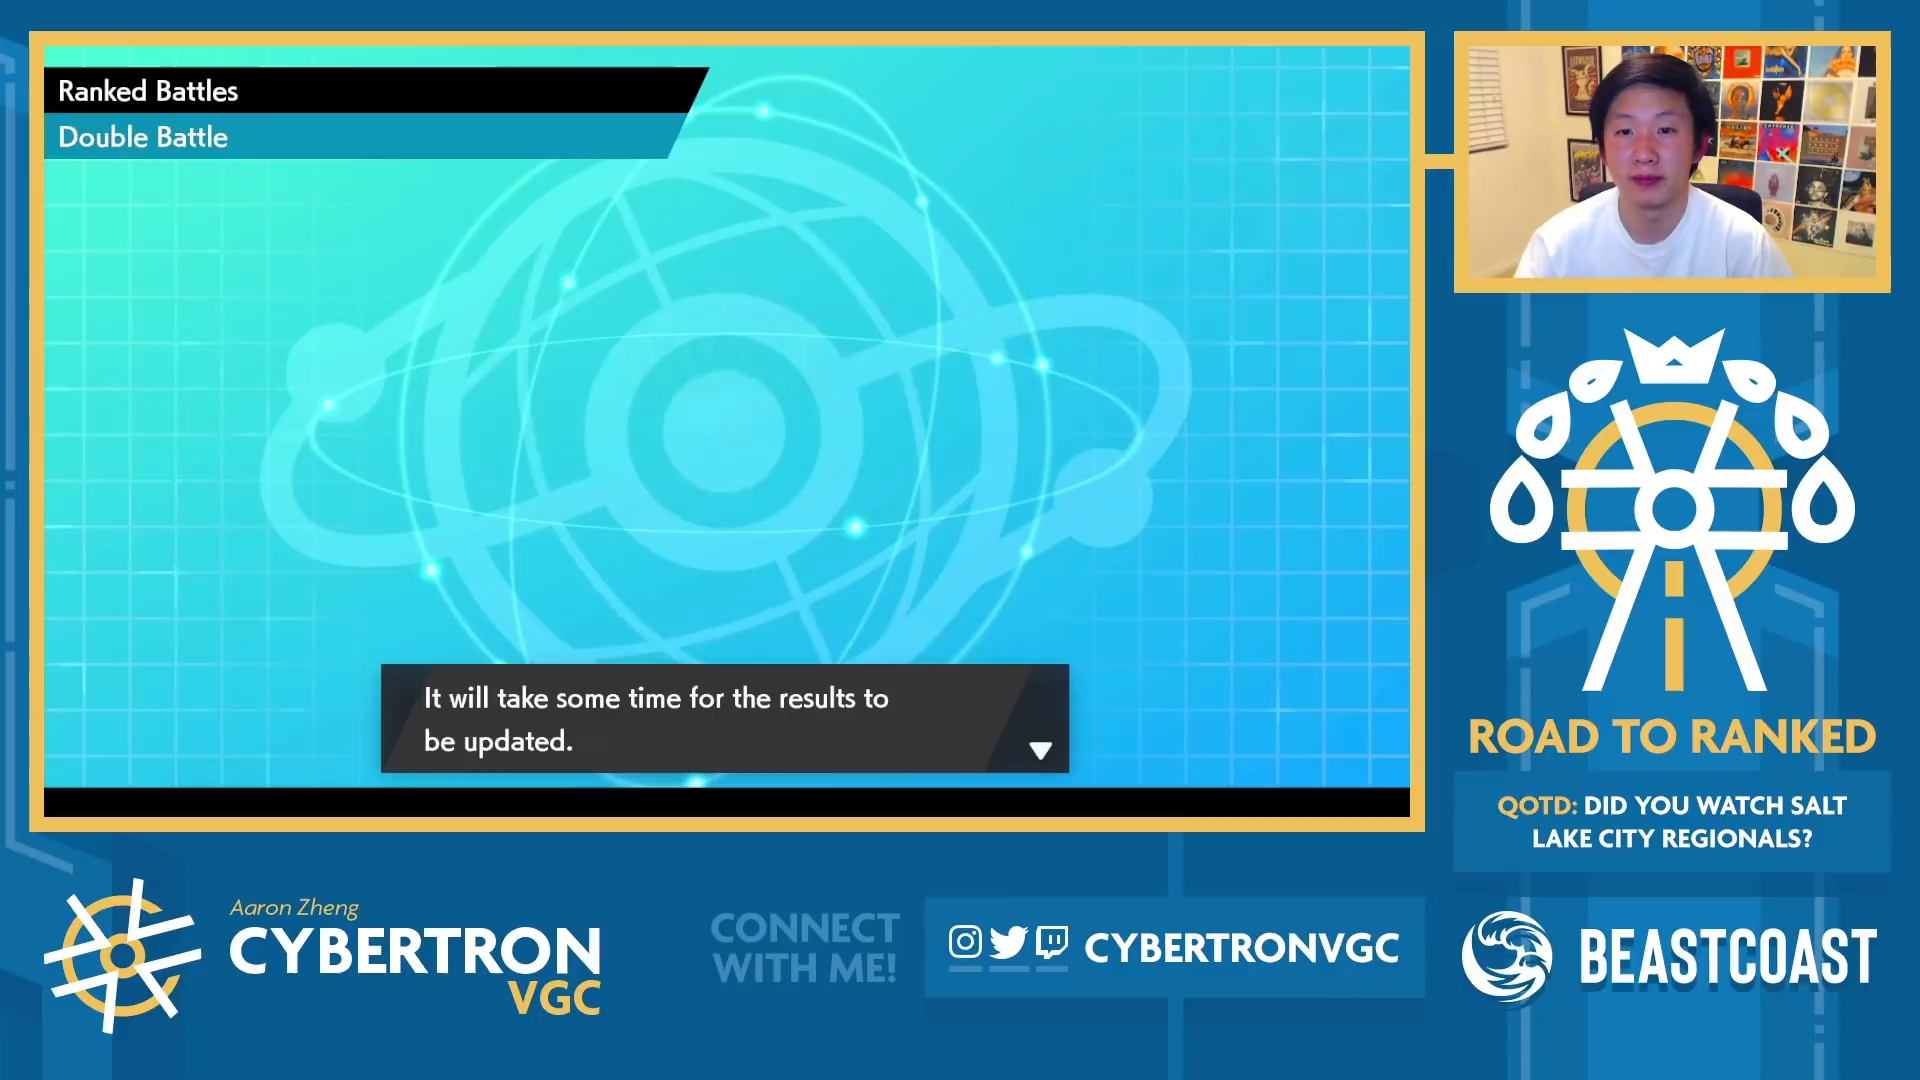 Ranked Battles
Double Battle
It will take some time for the results to
be updated.
ROAD TO RANKED
QOTD: DID YOU WATCH SALT
LAKE CITY REGIONALS?
Aaron Zheng
CYBERTRON
VGC
CONNECT
WITH ME!
CYBERTRONVGC
BEASTCOAST